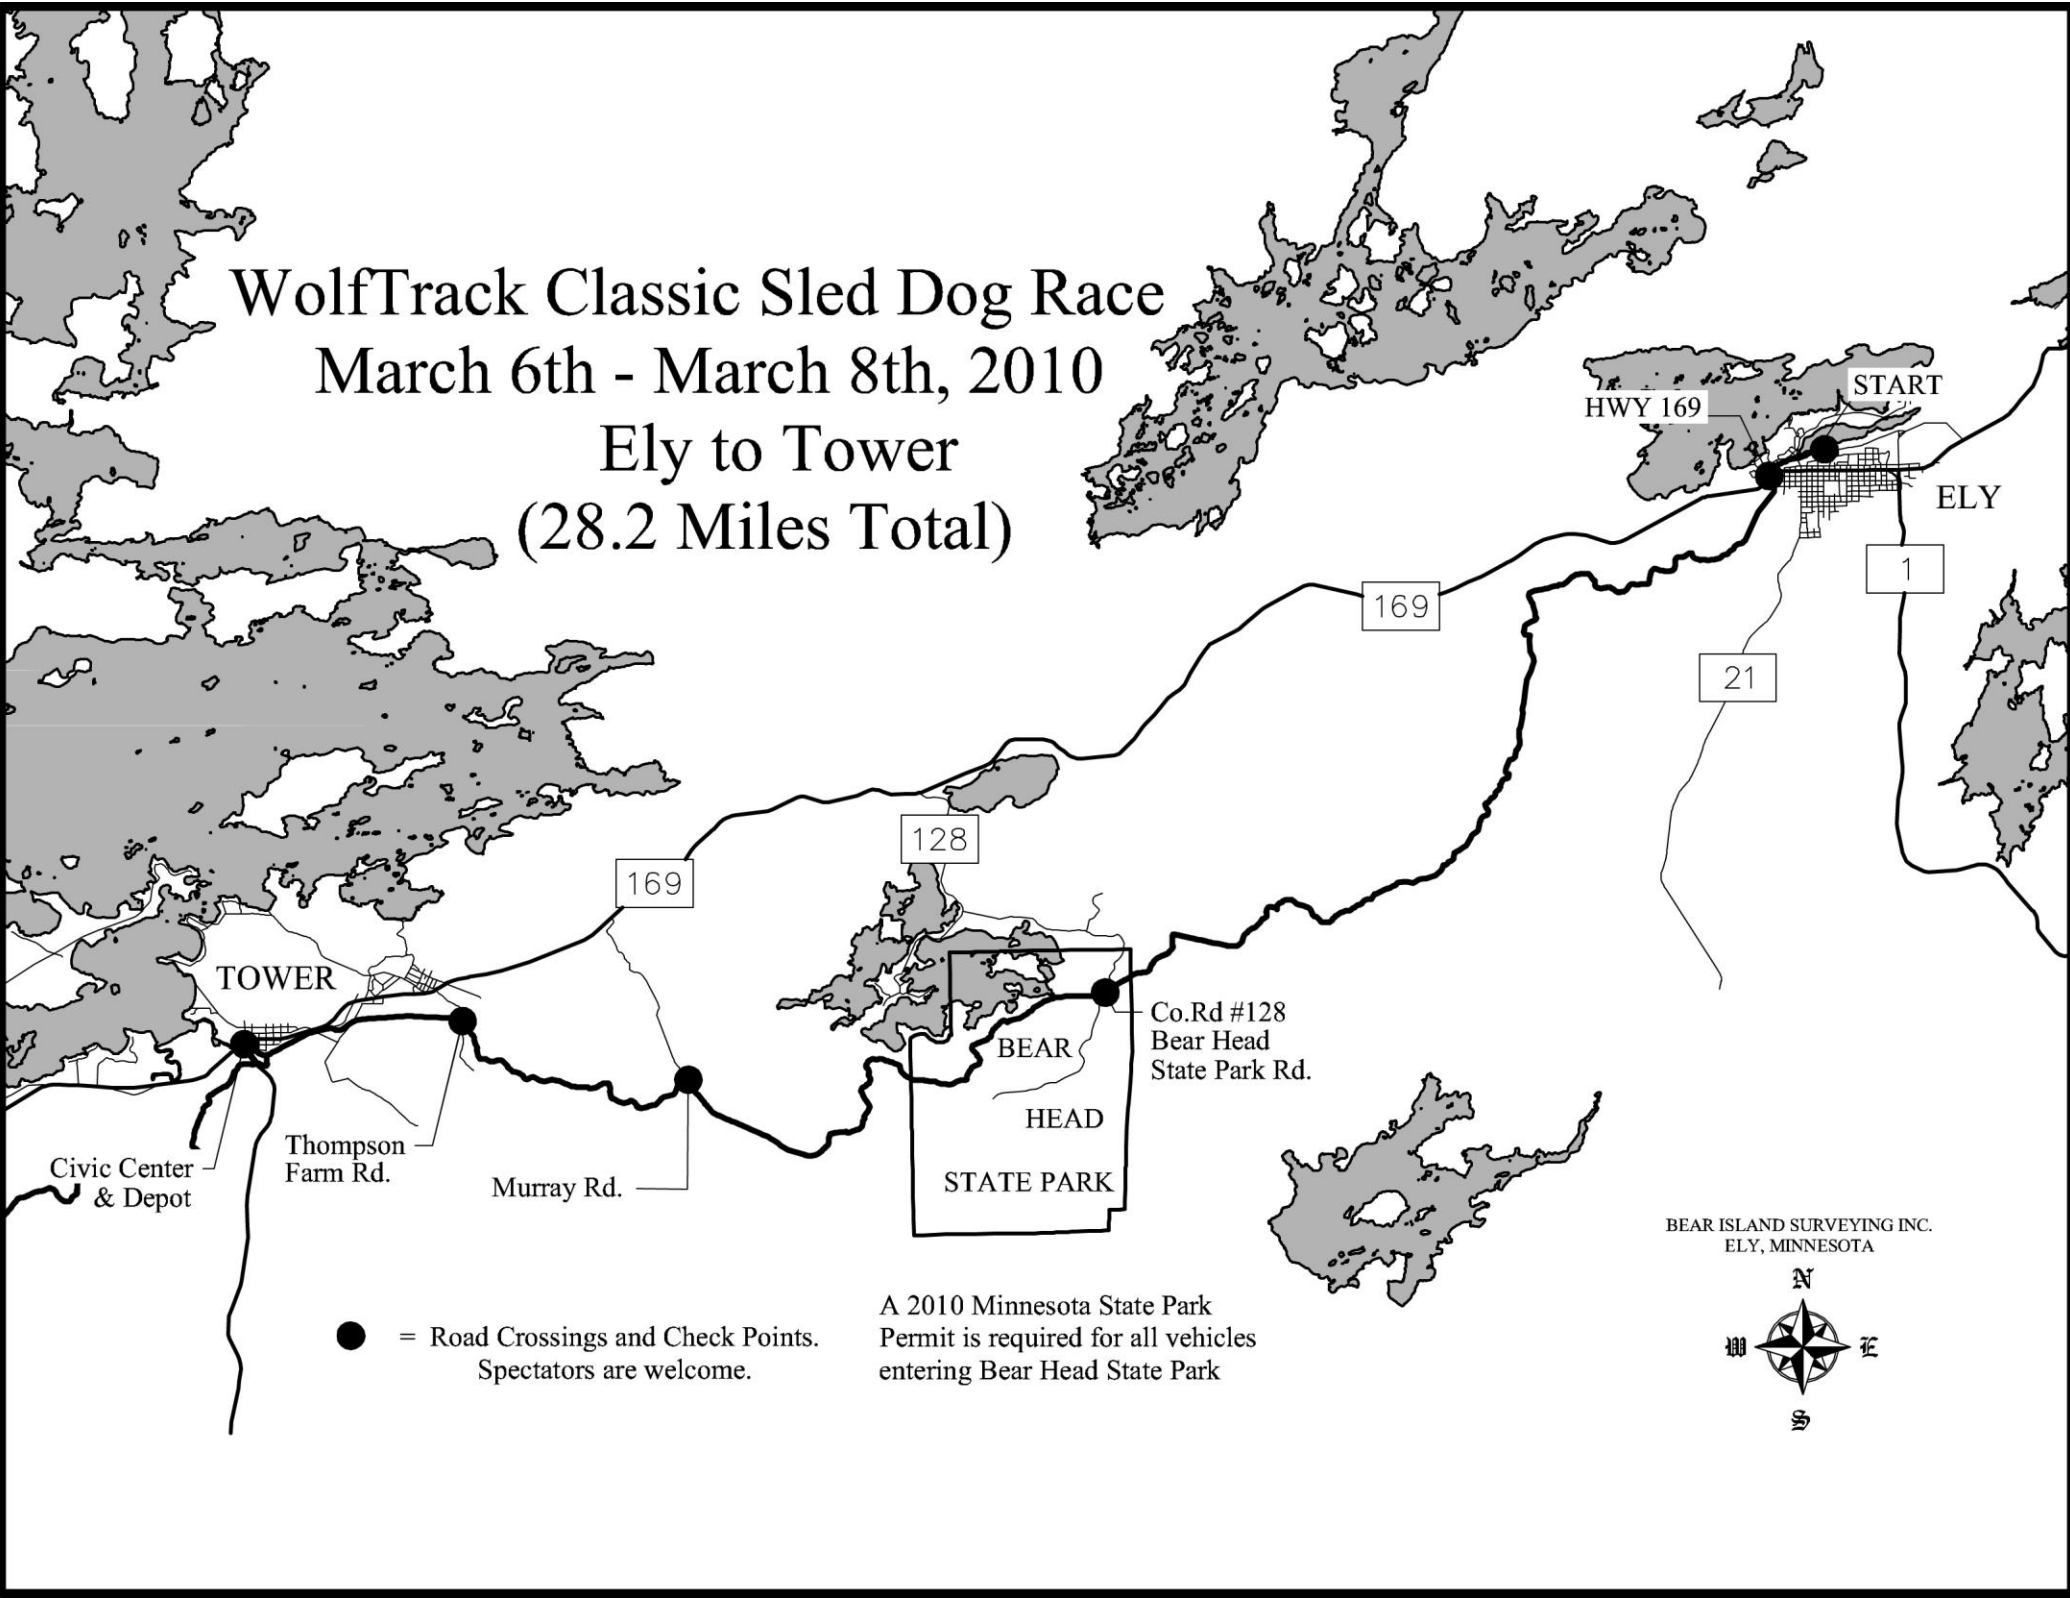 WolfTrack Classic Sled Dog Race
March 6th - March 8th, 2010
Ely to Tower
(28.2 Miles Total)
START
HWY 169
ELY
1
169
21
128
169
TOWER
Co.Rd #128
Bear Head
State Park Rd.
BEAR
HEAD
STATE PARK
Thompson
Farm Rd.
Civic Center
& Depot
Murray Rd.
BEAR ISLAND SURVEYING INC.
ELY, MINNESOTA
N
W
E
S
= Road Crossings and Check Points.
Spectators are welcome.
A 2010 Minnesota State Park
Permit is required for all vehicles
entering Bear Head State Park